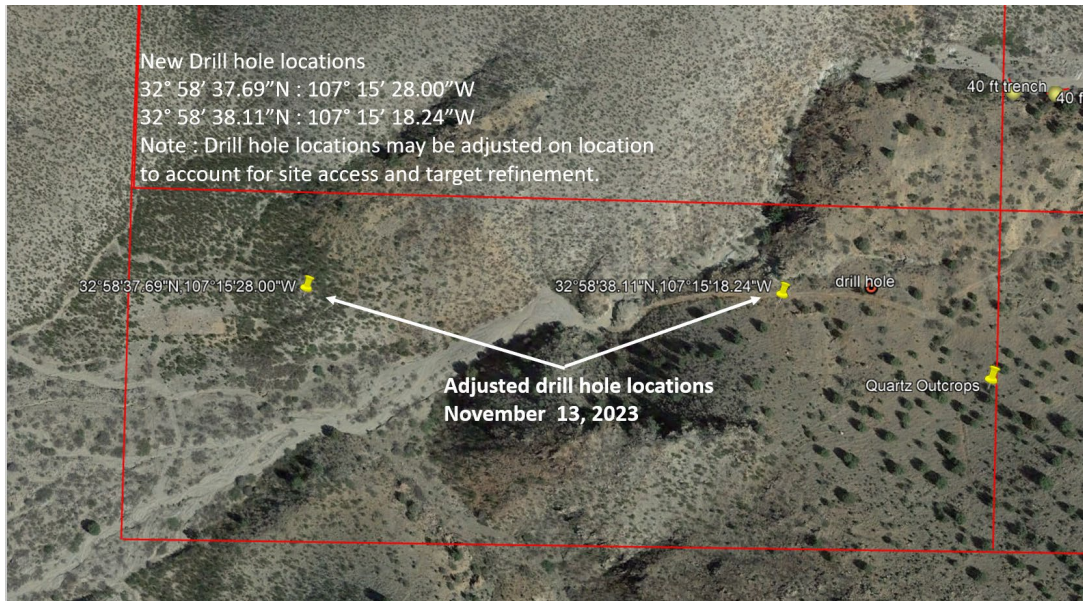 New Drill hole locations
32° 58’ 37.69”N : 107° 15’ 28.00”W
32° 58’ 38.11”N : 107° 15’ 18.24”W
Note : Drill hole locations may be adjusted on location
to account for site access and target refinement.
40 ft trench
40 f
32°58'37.69"N,107°15'28.00"W
32°58'38.11"N,107°15'18.24"W
drill hole
Quartz Outcrops
Adjusted drill hole locations
November 13, 2023